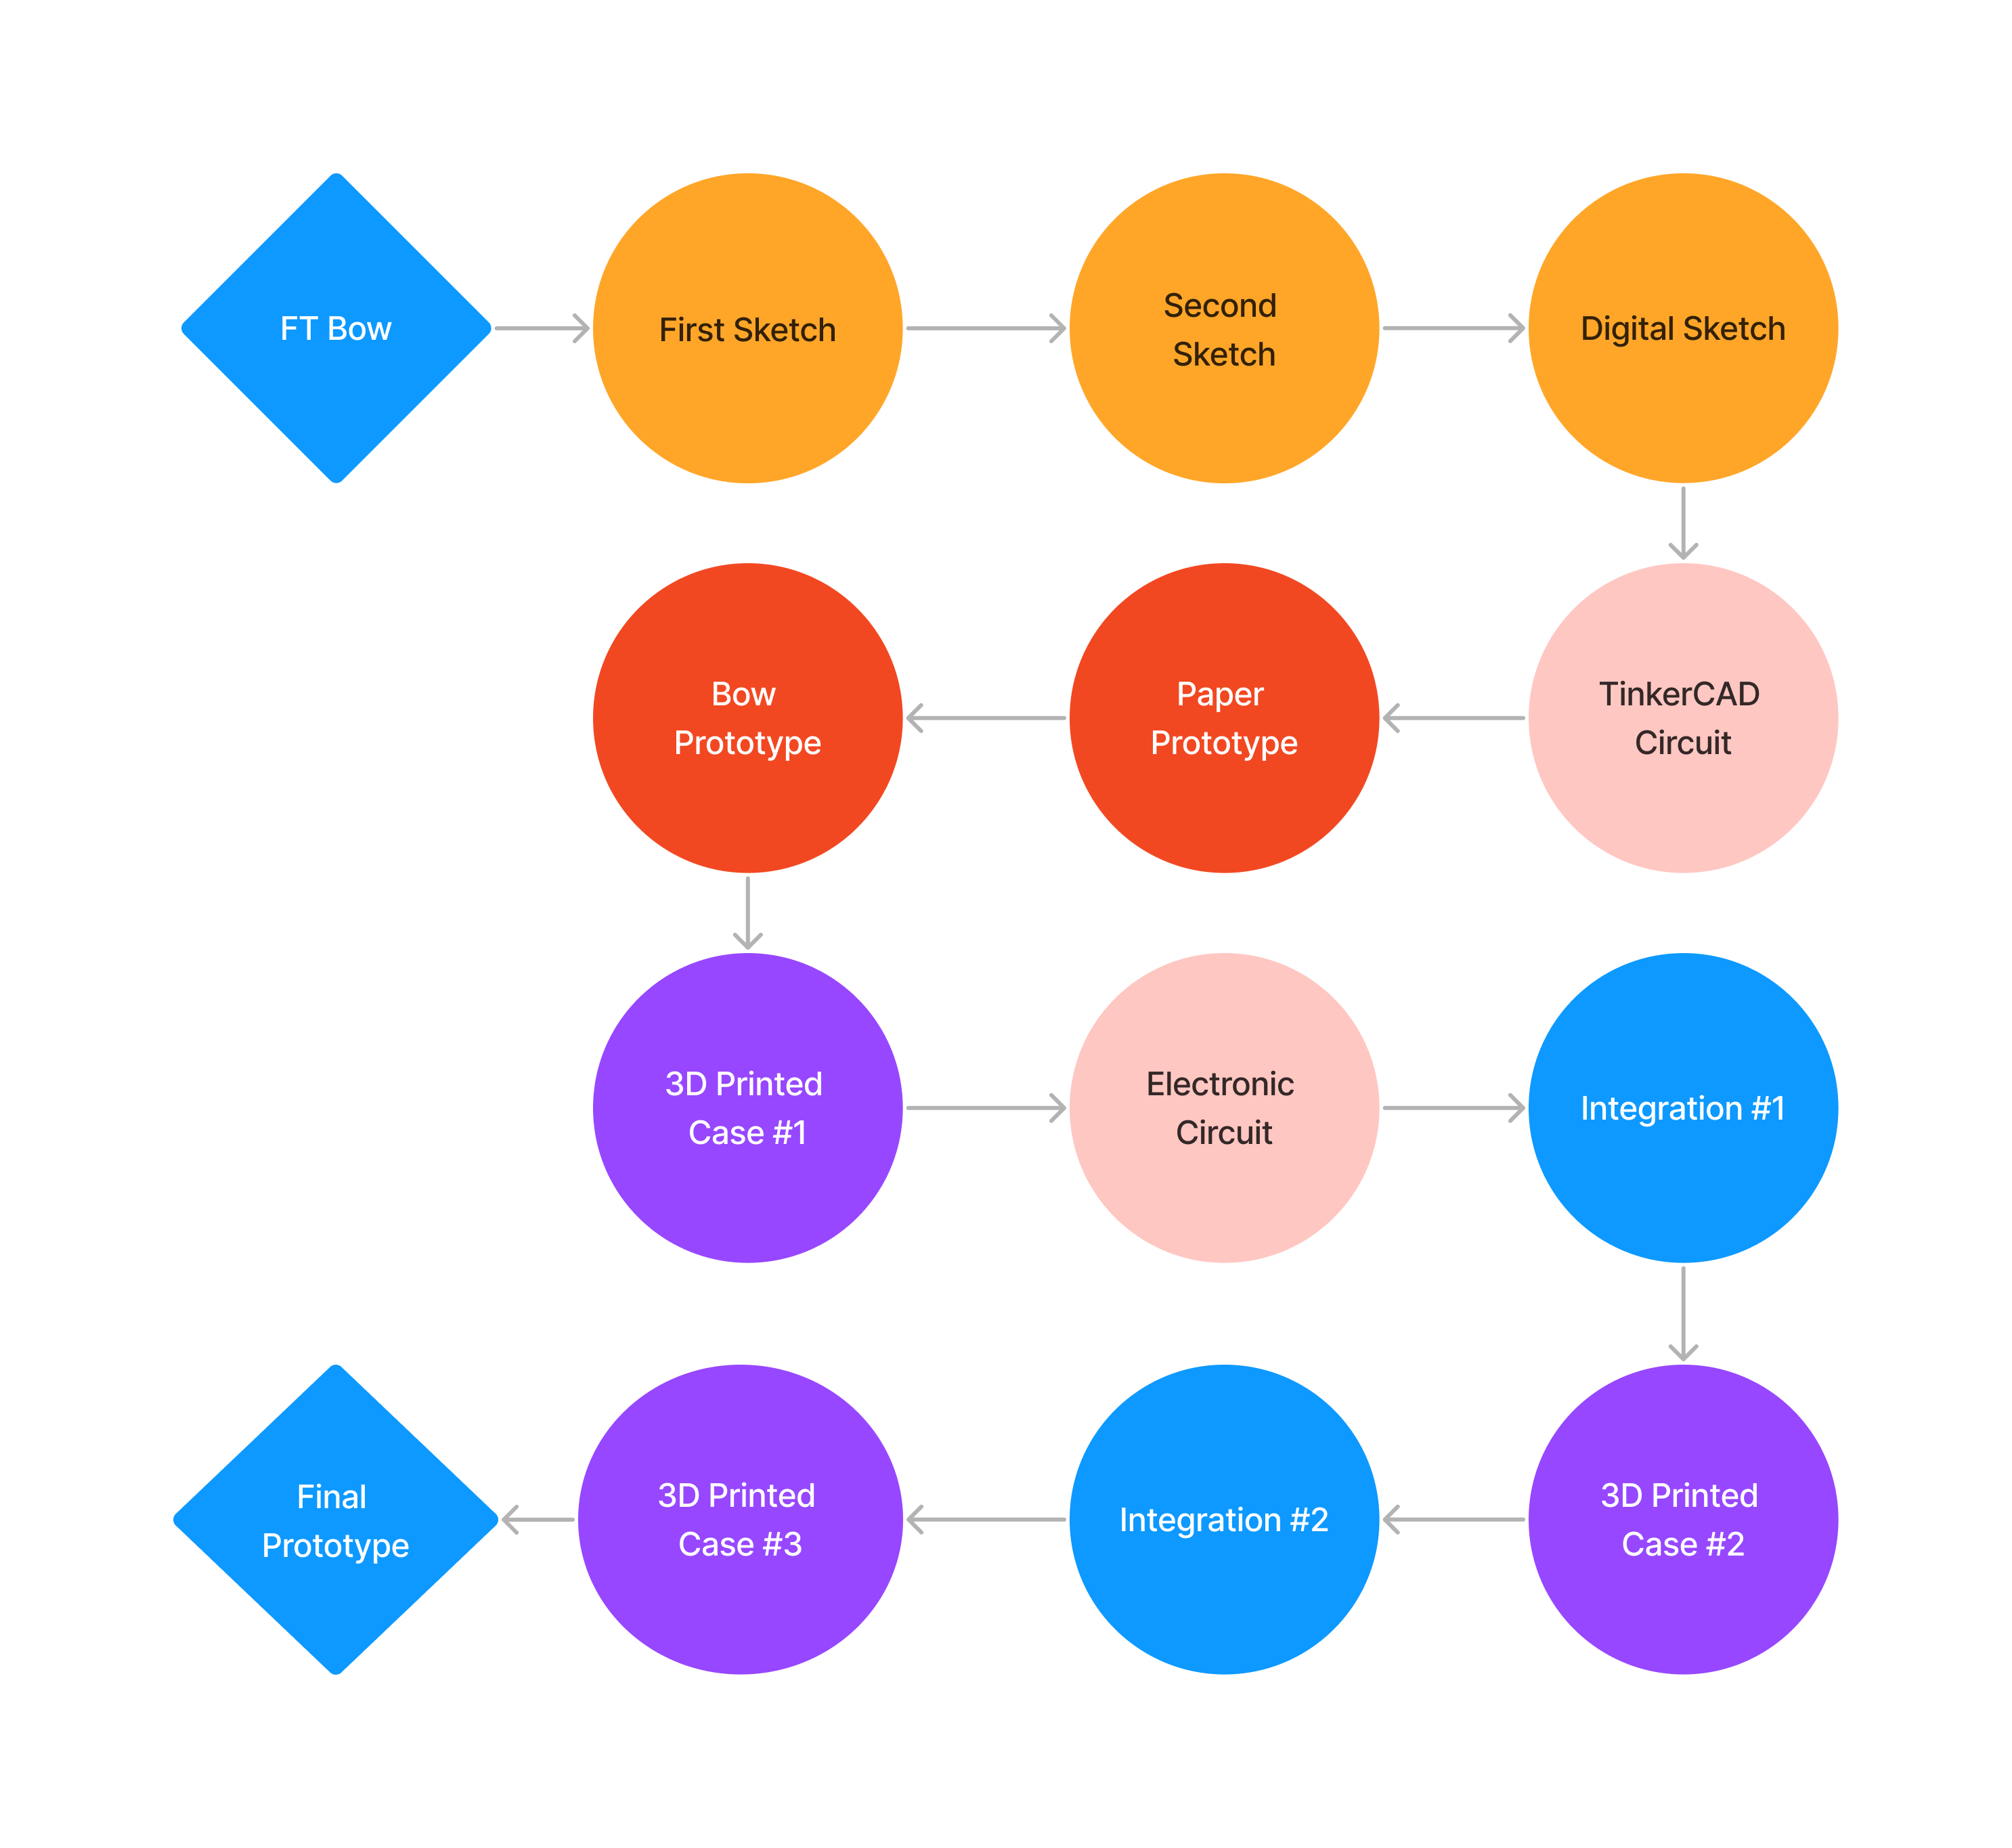 FT Bow
First Sketch
Second
Sketch
Digital Sketch
Bow
Prototype
Paper
Prototype
TinkerCAD
Circuit
3D Printed
Case #1
Electronic
Circuit
Integration #1
Final
Prototype
3D Printed
Case #3
Integration #2
3D Printed
Case #2